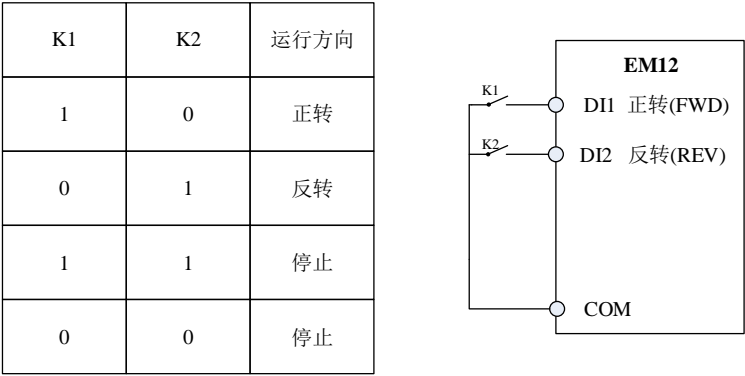 K1 K2 运行方向
1 0 正转
0 1 反转
1 1 停止
0 0 停止
EM12
K1
DI1 正转(FWD)
K2
DI2 反转(REV)
COM